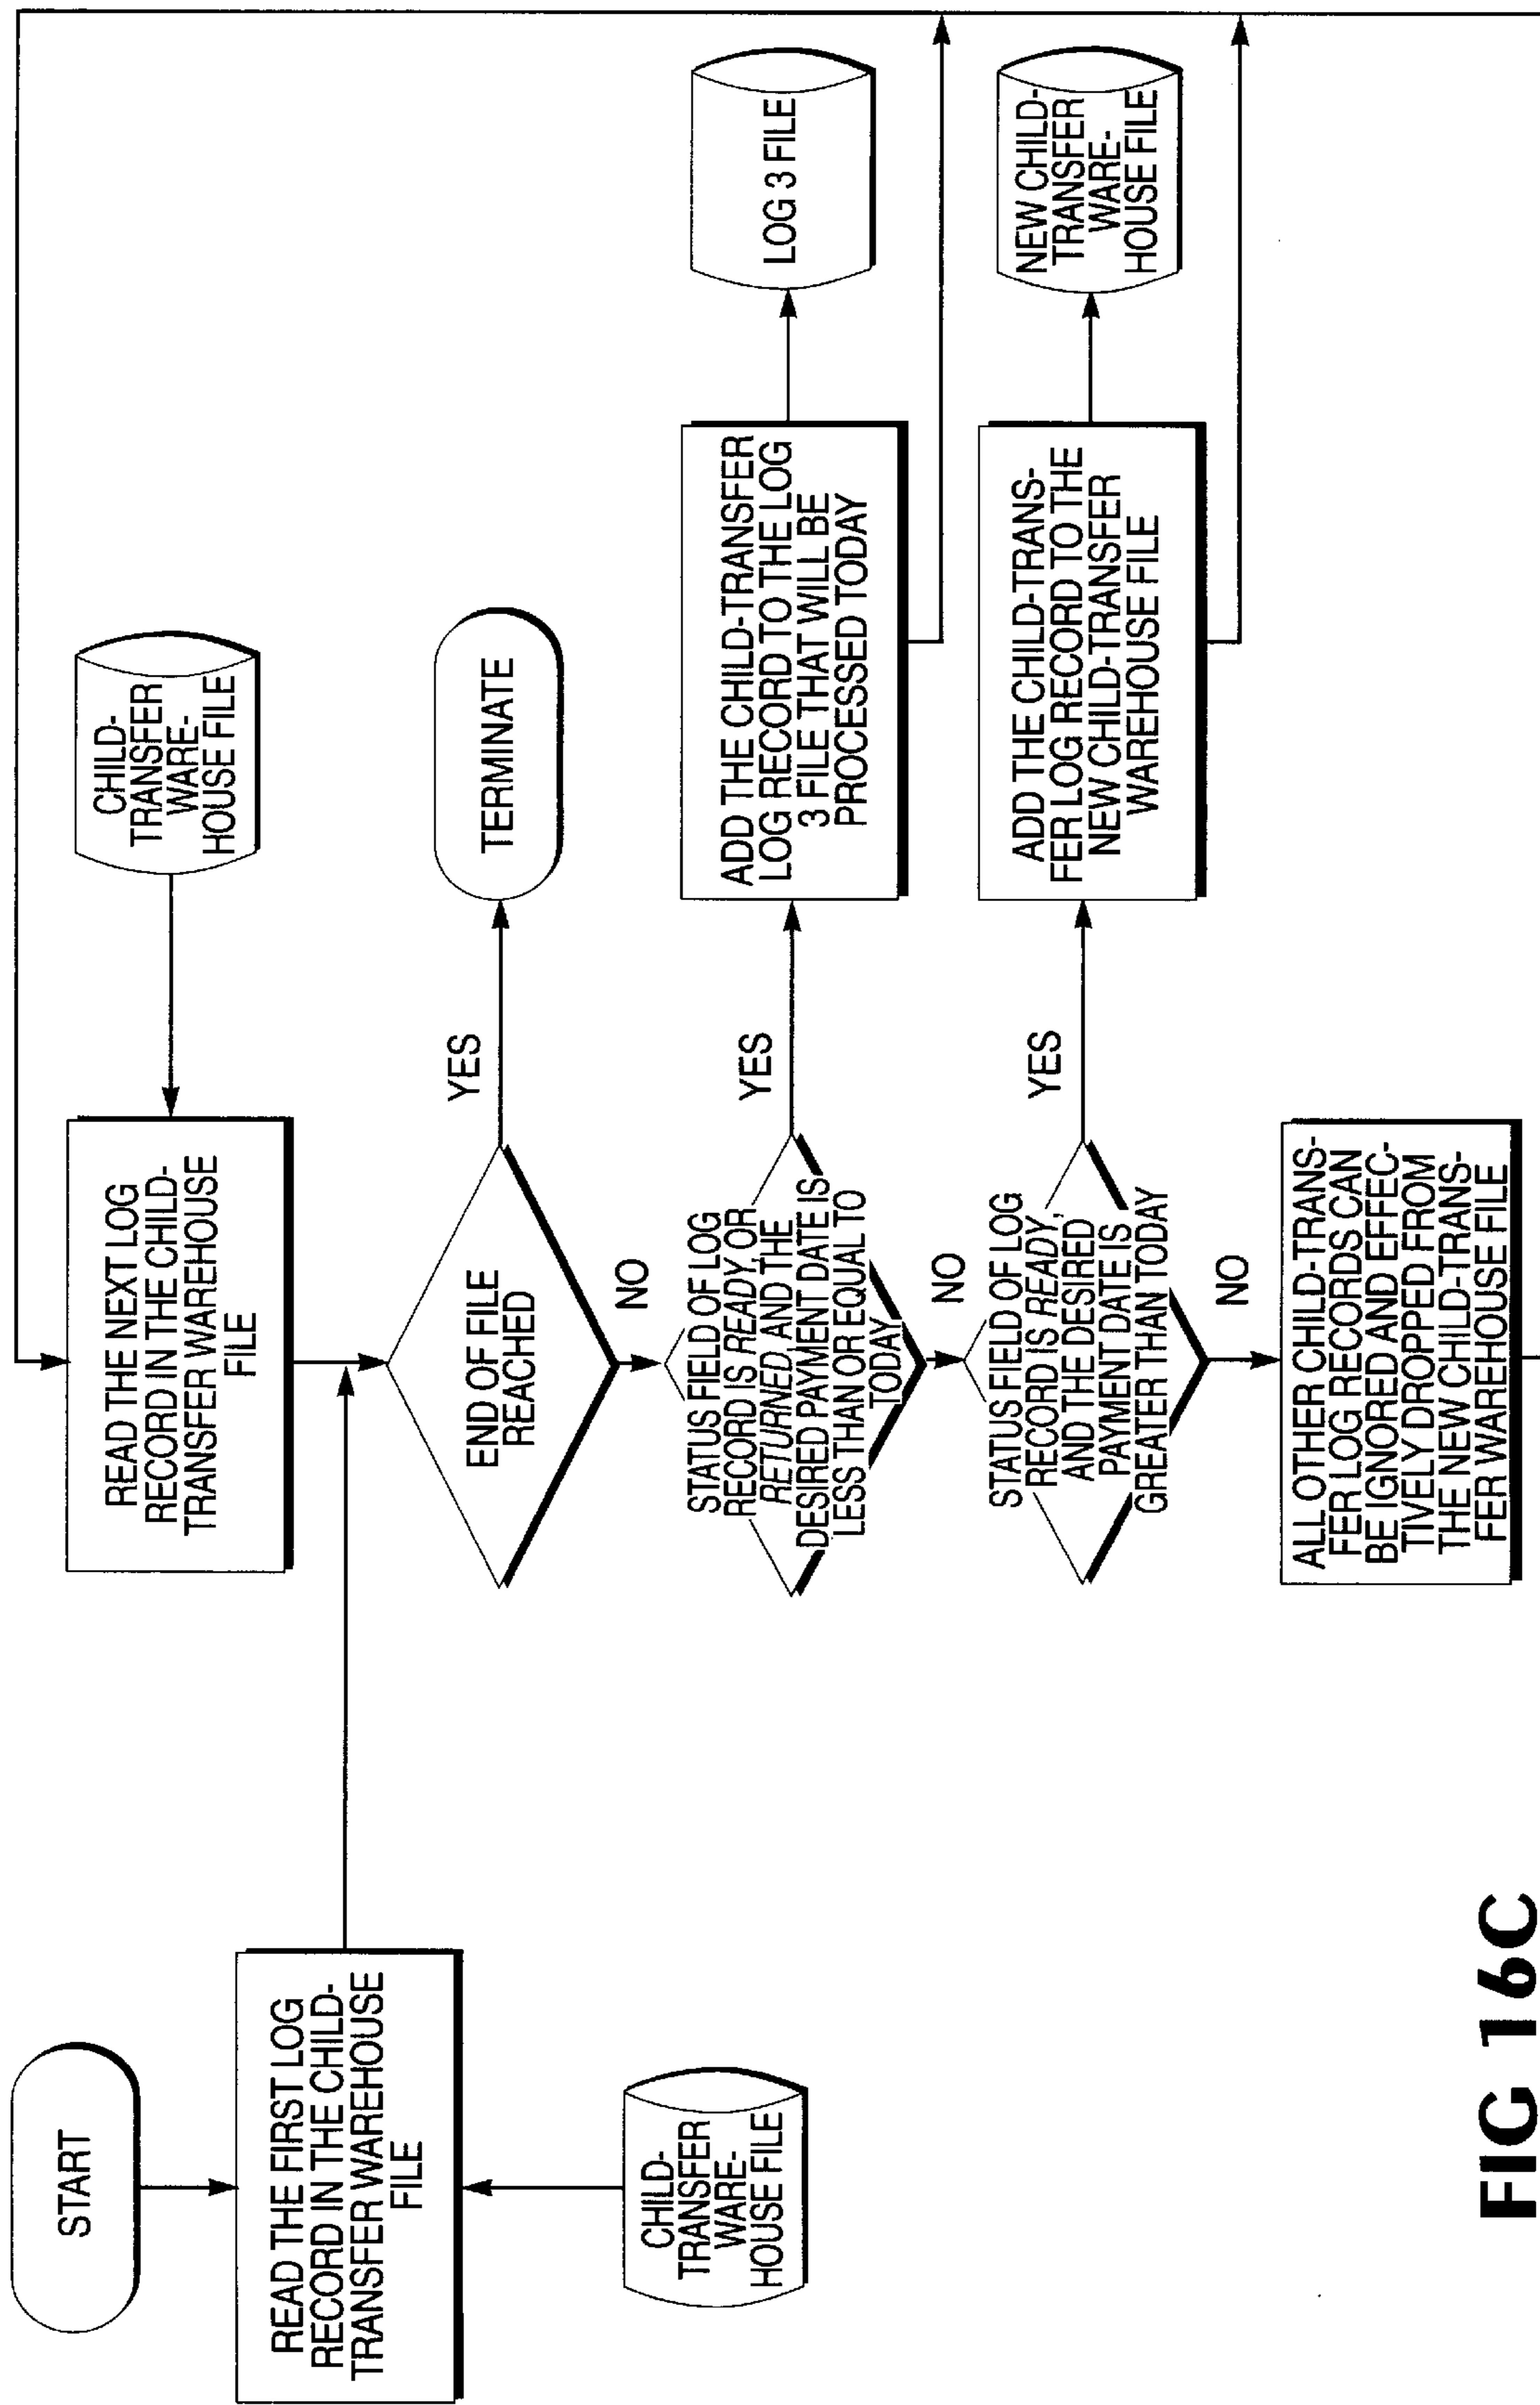 START
READ THE FIRST LOG
RECORD IN THE CHILD-
TRANSFER WAREHOUSE
FILE
CHILD-
TRANSFER
WARE-
HOUSE FILE
READ THE NEXT LOG
RECORD IN THE CHILD-
TRANSFER WAREHOUSE
FILE
CHILD-
TRANSFER
WARE-
HOUSE FILE
END OF FILE
REACHED
YES
TERMINATE
NO
STATUS FIELD OF LOG
RECORD IS READY, OR
RETURNED, AND THE
DESIRED PAYMENT DATE IS
LESS THAN OR EQUAL TO
TODAY
YES
ADD THE CHILD-TRANSFER
LOG RECORD TO THE LOG
3 FILE THAT WILL BE
PROCESSED TODAY
LOG 3 FILE
NO
STATUS FIELD OF LOG
RECORD IS READY,
AND THE DESIRED
PAYMENT DATE IS
GREATER THAN TODAY
YES
ADD THE CHILD-TRANS-
FER LOG RECORD TO THE
NEW CHILD-TRANSFER
WAREHOUSE FILE
NEW CHILD-
TRANSFER
WARE-
HOUSE FILE
NO
ALL OTHER CHILD-TRANS-
FER LOG RECORDS CAN
BE IGNORED AND EFFEC-
TIVELY DROPPED FROM
THE NEW CHILD-TRANS-
FER WAREHOUSE FILE
FIG 16C